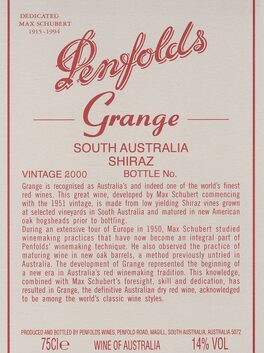 DEDICATED
MAX SCHUBERT
1915 - 1994
Penfolds
Grange
SOUTH AUSTRALIA
SHIRAZ
VINTAGE 2000 BOTTLE No.
Grange is recognised as Australia's and indeed one of the world's finest
red wines. This great wine, developed by Max Schubert commencing
with the 1951 vintage, is made from low yielding Shiraz vines grown
at selected vineyards in South Australia and matured in new American
oak hogsheads prior to bottling.
During an extensive tour of Europe in 1950, Max Schubert studied
winemaking practices that have now become an integral part of
Penfolds' winemaking technique. He also observed the practice of
maturing wine in new oak barrels, a method previously untried in
Australia. The development of Grange represented the beginning of
a new era in Australia's red winemaking tradition. This knowledge,
combined with Max Schubert's foresight, skill and dedication, has
resulted in Grange, the definitive Australian dry red wine, acknowledged
to be among the world's classic wine styles.
PRODUCED AND BOTTLED BY PENFOLDS WINES, PENFOLD ROAD, MAGILL, SOUTH AUSTRALIA, AUSTRALIA 5072
75Cl e WINE OF AUSTRALIA 14% VOL